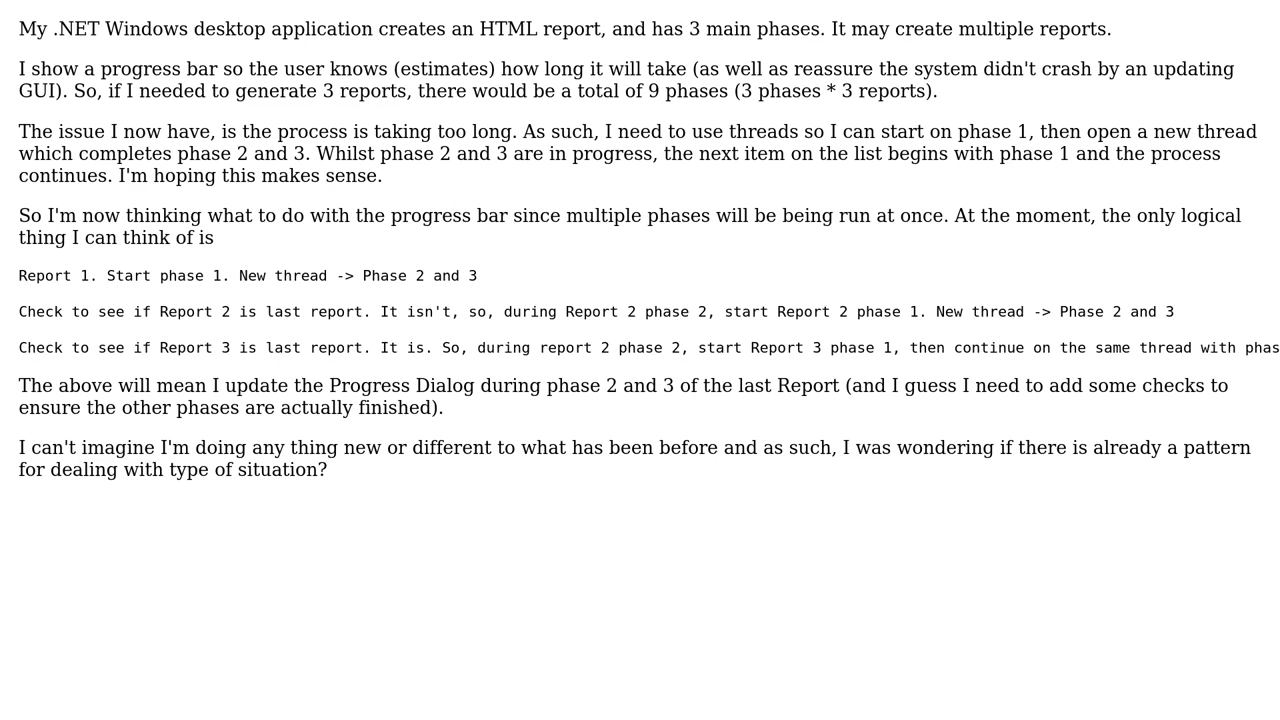 My .NET Windows desktop application creates an HTML report, and has 3 main phases. It may create multiple reports.
I show a progress bar so the user knows (estimates) how long it will take (as well as reassure the system didn't crash by an updating
GUI). So, if I needed to generate 3 reports, there would be a total of 9 phases (3 phases * 3 reports).
The issue I now have, is the process is taking too long. As such, I need to use threads so I can start on phase 1, then open a new thread
which completes phase 2 and 3. Whilst phase 2 and 3 are in progress, the next item on the list begins with phase 1 and the process
continues. I'm hoping this makes sense.
So I'm now thinking what to do with the progress bar since multiple phases will be being run at once. At the moment, the only logical
thing I can think of is
Report 1. Start phase 1. New thread -> Phase 2 and 3
Check to see if Report 2 is last report. It isn't, so, during Report 2 phase 2, start Report 2 phase 1. New thread -> Phase 2 and 3
Check to see if Report 3 is last report. It is. So, during report 2 phase 2, start Report 3 phase 1, then continue on the same thread with phas
The above will mean I update the Progress Dialog during phase 2 and 3 of the last Report (and I guess I need to add some checks to
ensure the other phases are actually finished).
I can't imagine I'm doing any thing new or different to what has been before and as such, I was wondering if there is already a pattern
for dealing with type of situation?